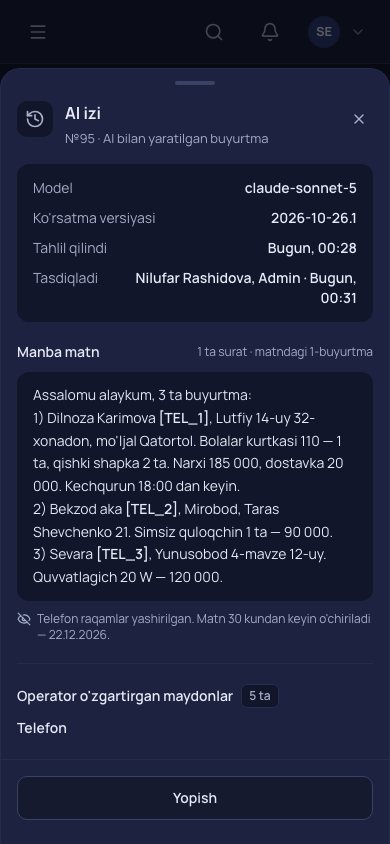 SE
AI izi
№95 · AI bilan yaratilgan buyurtma
Model claude-sonnet-5
Ko'rsatma versiyasi 2026-10-26.1
Tahlil qilindi Bugun, 00:28
Tasdiqladi Nilufar Rashidova, Admin · Bugun,
00:31
Manba matn 1 ta surat · matndagi 1-buyurtma
Assalomu alaykum, 3 ta buyurtma:
1) Dilnoza Karimova [TEL_1], Lutfiy 14-uy 32-
xonadon, mo'ljal Qatortol. Bolalar kurtkasi 110 — 1
ta, qishki shapka 2 ta. Narxi 185 000, dostavka 20
000. Kechqurun 18:00 dan keyin.
2) Bekzod aka [TEL_2], Mirobod, Taras
Shevchenko 21. Simsiz quloqchin 1 ta — 90 000.
3) Sevara [TEL_3], Yunusobod 4-mavze 12-uy.
Quvvatlagich 20 W — 120 000.
Telefon raqamlar yashirilgan. Matn 30 kundan keyin o'chiriladi
— 22.12.2026.
Operator o'zgartirgan maydonlar 5 ta
Telefon
Yopish